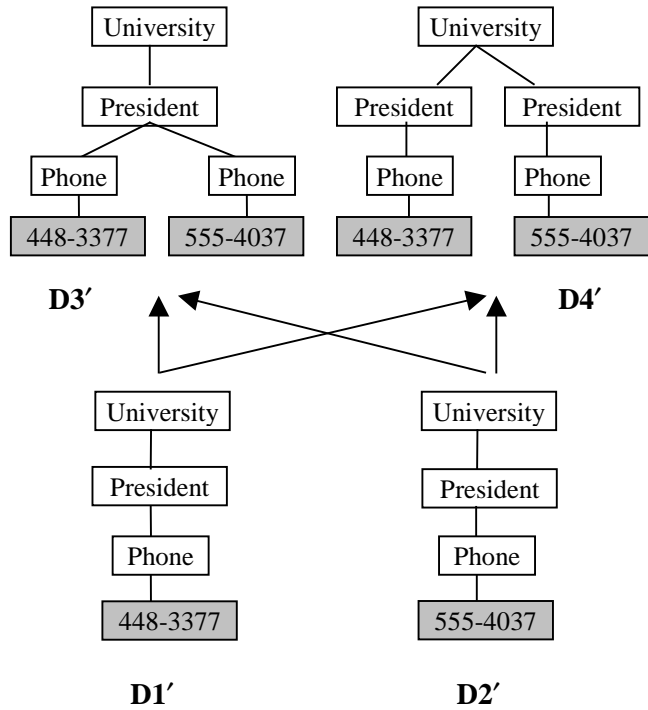 University
President
Phone
Phone
448-3377
555-4037
D3′
University
President
President
Phone
Phone
448-3377
555-4037
D4′
University
President
Phone
448-3377
D1′
University
President
Phone
555-4037
D2′